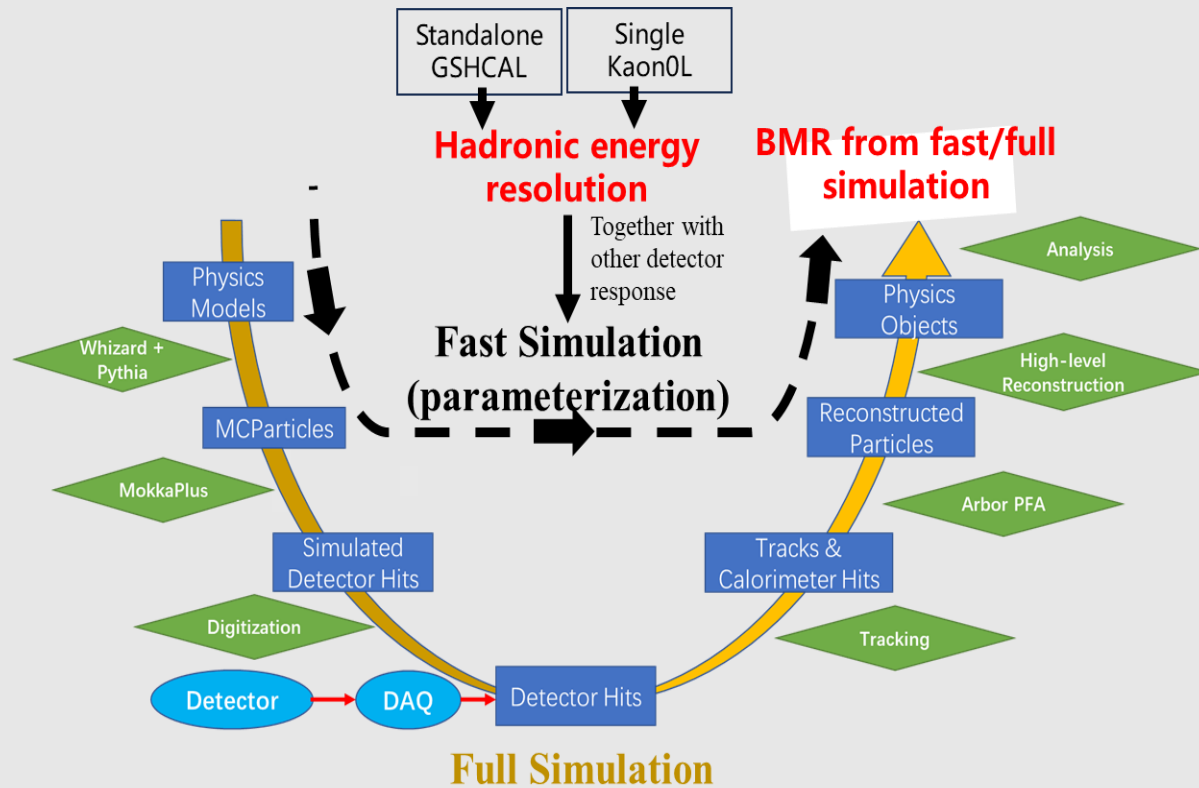 Standalone
GSHCAL
Single
Kaon0L
Hadronic energy
resolution
BMR from fast/full
simulation
Together with
other detector
response
Fast Simulation
(parameterization)
Physics
Models
Whizard +
Pythia
MCParticles
MokkaPlus
Simulated
Detector Hits
Digitization
Detector
DAQ
Detector Hits
Tracking
Tracks &
Calorimeter Hits
Arbor PFA
Reconstructed
Particles
High-level
Reconstruction
Physics
Objects
Analysis
Full Simulation